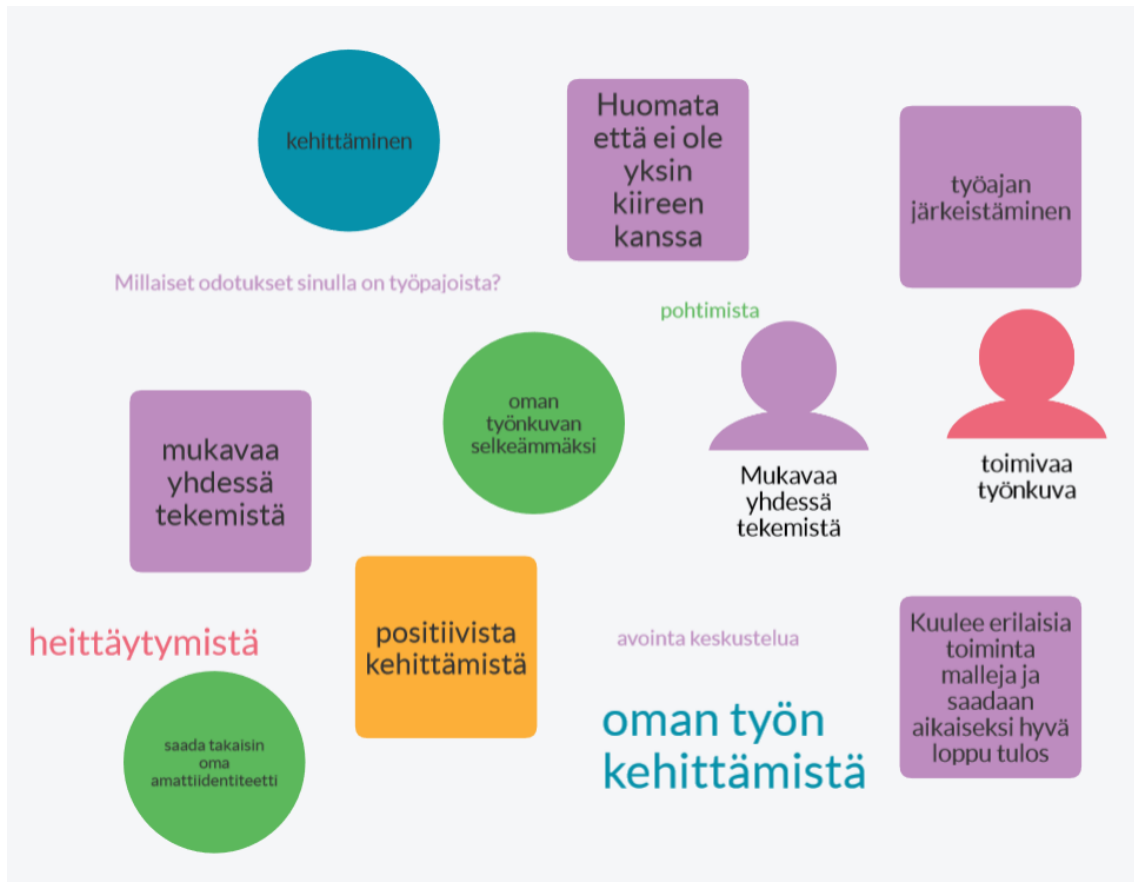 kehittäminen
Huomata
että ei ole
yksin
kiireen
kanssa
työajan
järkeistäminen
Millaiset odotukset sinulla on työpajoista?
pohtimista
oman
työnkuvan
selkeämmäksi
mukavaa
yhdessä
tekemistä
Mukavaa
yhdessä
tekemistä
toimivaa
työnkuva
heittäytymistä
positiivista
kehittämistä
avointa keskustelua
Kuulee erilaisia
toiminta
malleja ja
saadaan
aikaiseksi hyvä
loppu tulos
oman työn
kehittämistä
saada takaisin
oma
amattiidentiteetti